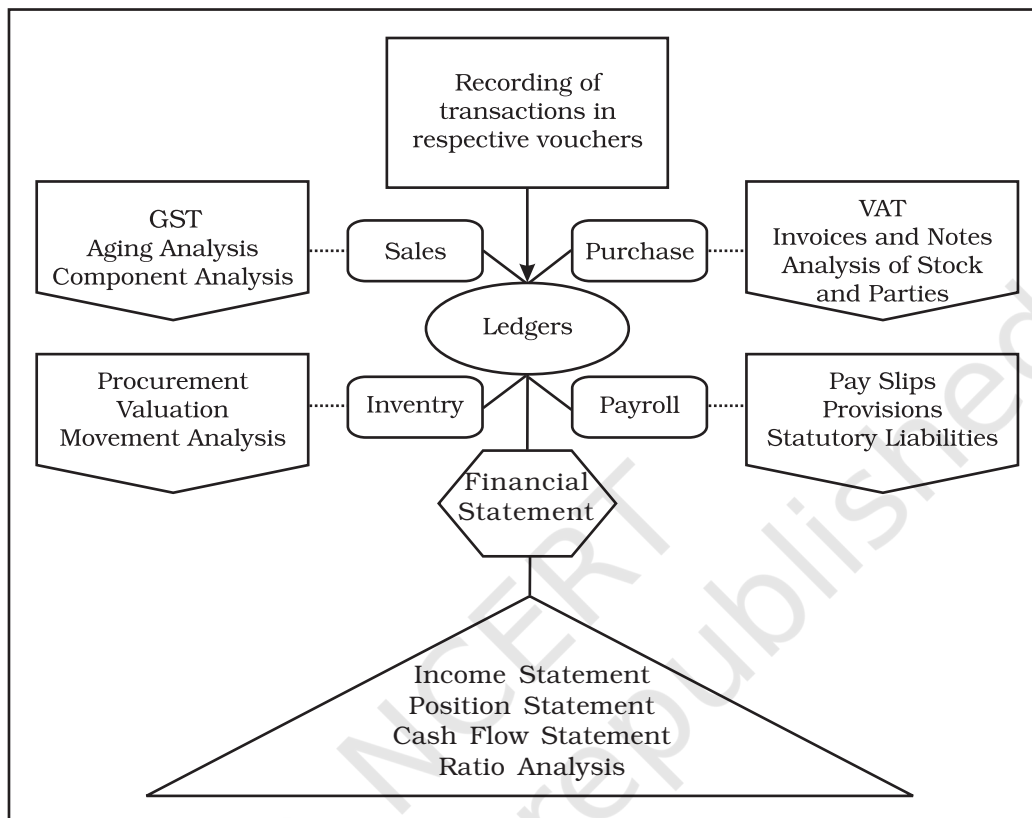 Recording of
transactions in
respective vouchers
GST
Aging Analysis
Component Analysis
Sales
Purchase
VAT
Invoices and Notes
Analysis of Stock
and Parties
Ledgers
Procurement
Valuation
Movement Analysis
Inventry
Payroll
Pay Slips
Provisions
Statutory Liabilities
Financial
Statement
Income Statement
Position Statement
Cash Flow Statement
Ratio Analysis
NCERT
republished